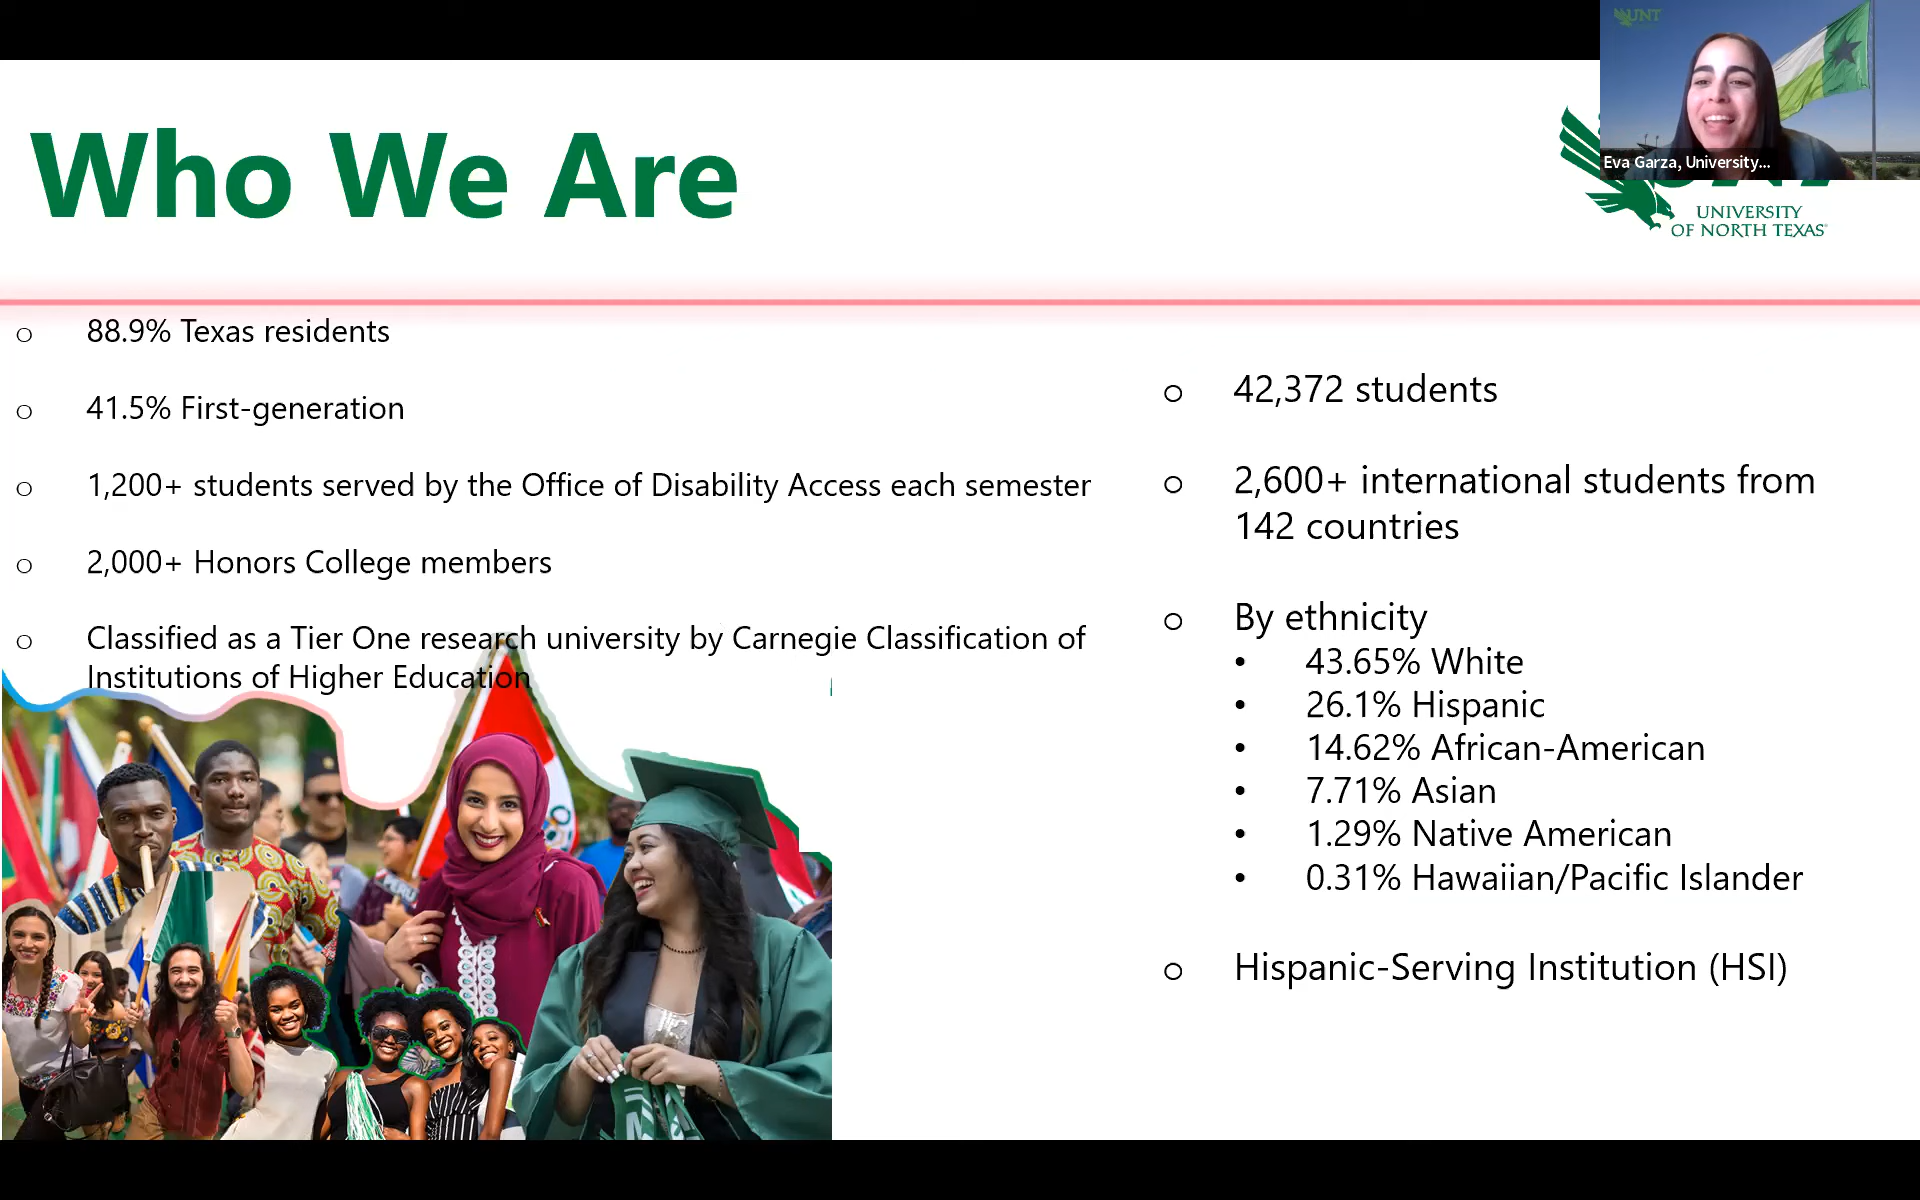 UNT
Eva Garza, University...
Who We Are
UNIVERSITY
OF NORTH TEXAS
88.9% Texas residents
41.5% First-generation
1,200+ students served by the Office of Disability Access each semester
2,000+ Honors College members
Classified as a Tier One research university by Carnegie Classification of
Institutions of Higher Education
42,372 students
2,600+ international students from
142 countries
By ethnicity
• 43.65% White
• 26.1% Hispanic
• 14.62% African-American
• 7.71% Asian
• 1.29% Native American
• 0.31% Hawaiian/Pacific Islander
Hispanic-Serving Institution (HSI)